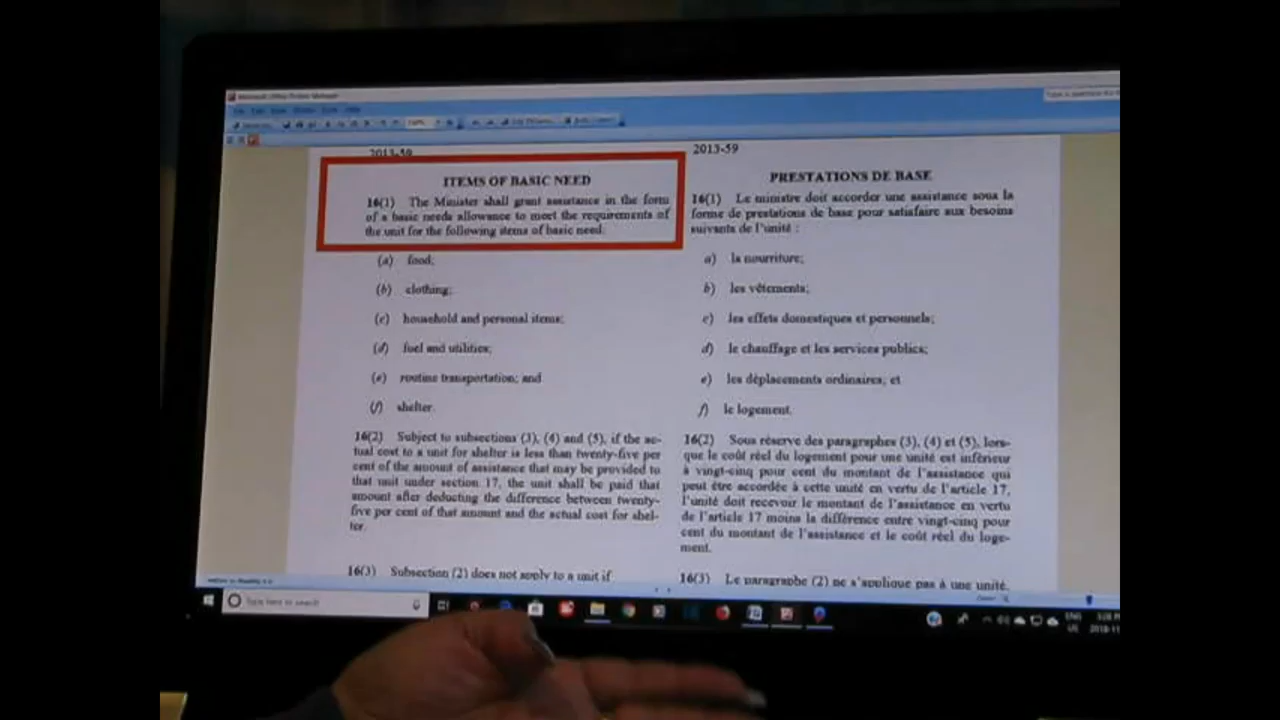 2013-59
ITEMS OF BASIC NEED
16(1) The Minister shall grant assistance in the form
of a basic needs allowance to meet the requirements of
the unit for the following items of basic need:
(a) food;
(b) clothing;
(c) household and personal items;
(d) fuel and utilities;
(e) routine transportation; and
(f) shelter.
16(2) Subject to subsections (3), (4) and (5), if the ac-
tual cost to a unit for shelter is less than twenty-five per
cent of the amount of assistance that may be provided to
that unit under section 17, the unit shall be paid that
amount after deducting the difference between twenty-
five per cent of that amount and the actual cost for shel-
ter.
16(3) Subsection (2) does not apply to a unit if
2013-59
PRESTATIONS DE BASE
16(1) Le ministre doit accorder une assistance sous la
forme de prestations de base pour satisfaire aux besoins
suivants de l'unité :
a) la nourriture;
b) les vêtements;
c) les effets domestiques et personnels;
d) le chauffage et les services publics;
e) les déplacements ordinaires; et
f) le logement.
16(2) Sous réserve des paragraphes (3), (4) et (5), lors-
que le coût réel du logement pour une unité est inférieur
à vingt-cinq pour cent du montant de l'assistance qui
peut être accordée à cette unité en vertu de l'article 17,
l'unité doit recevoir le montant de l'assistance en vertu
de l'article 17 moins la différence entre vingt-cinq pour
cent du montant de l'assistance et le coût réel du loge-
ment.
16(3) Le paragraphe (2) ne s'applique pas à une unité,
Type here to search
ENG